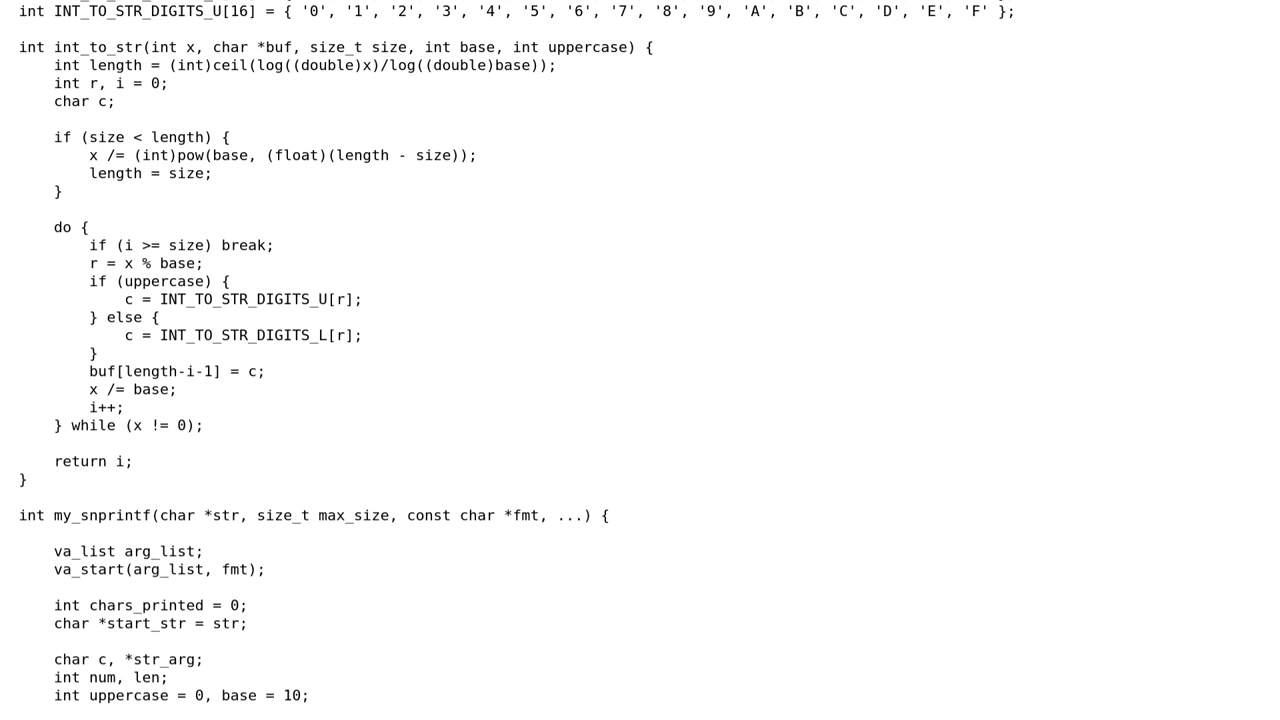 int INT_TO_STR_DIGITS_U[16] = { '0', '1', '2', '3', '4', '5', '6', '7', '8', '9', 'A', 'B', 'C', 'D', 'E', 'F' };

int int_to_str(int x, char *buf, size_t size, int base, int uppercase) {
    int length = (int)ceil(log((double)x)/log((double)base));
    int r, i = 0;
    char c;

    if (size < length) {
        x /= (int)pow(base, (float)(length - size));
        length = size;
    }

    do {
        if (i >= size) break;
        r = x % base;
        if (uppercase) {
            c = INT_TO_STR_DIGITS_U[r];
        } else {
            c = INT_TO_STR_DIGITS_L[r];
        }
        buf[length-i-1] = c;
        x /= base;
        i++;
    } while (x != 0);

    return i;
}

int my_snprintf(char *str, size_t max_size, const char *fmt, ...) {

    va_list arg_list;
    va_start(arg_list, fmt);

    int chars_printed = 0;
    char *start_str = str;

    char c, *str_arg;
    int num, len;
    int uppercase = 0, base = 10;